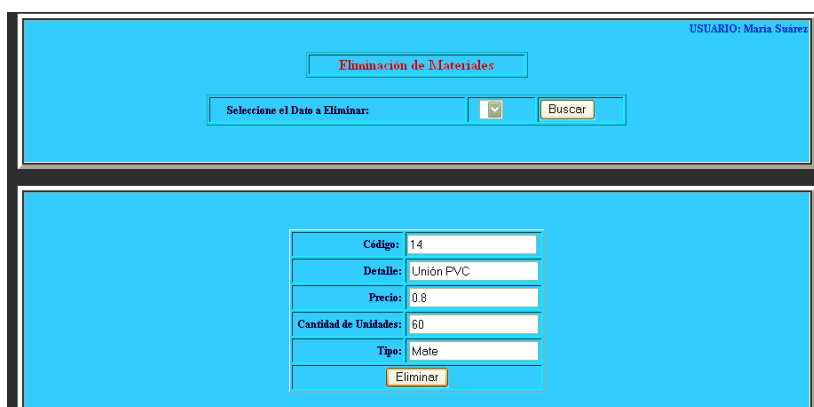 USUARIO: María Suárez
Eliminación de Materiales
Seleccione el Dato a Eliminar: Buscar
Código: 14
Detalle: Unión PVC
Precio: 0.8
Cantidad de Unidades: 60
Tipo: Mate
Eliminar